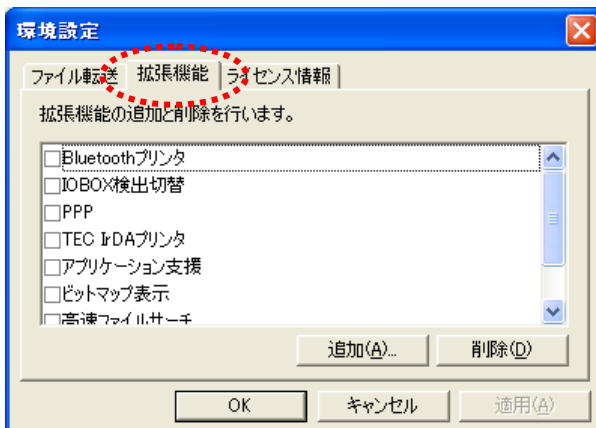 環境設定
ファイル転送 拡張機能 ライセンス情報
拡張機能の追加と削除を行います。
Bluetoothプリンタ
IOBOX検出切替
PPP
TEC IrDAプリンタ
アプリケーション支援
ビットマップ表示
高速ファイルサーチ
追加(A)... 削除(D)
OK キャンセル 適用(A)